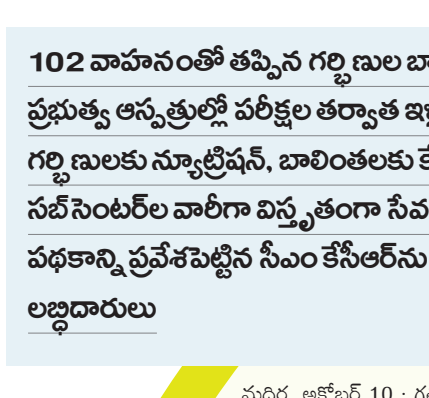 102 వాహనంతో తప్పిన గర్భిణుల
ప్రభుత్వ ఆస్పత్రుల్లో పరీక్షల తర్వాత
గర్భిణులకు న్యూట్రిషన్, బాలింతలకు
సబ్‌సెంటర్‌ల వారీగా విస్తృతంగా
పథకాన్ని ప్రవేశపెట్టిన సీఎం కేసీఆర్‌ను
లబ్ధిదారులు
మధిర, అక్టోబర్ 10 :